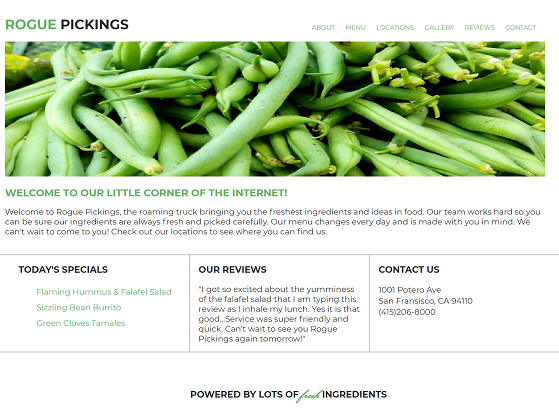 ROGUE PICKINGS
ABOUT MENU LOCATIONS GALLERY REVIEWS CONTACT
WELCOME TO OUR LITTLE CORNER OF THE INTERNET!
Welcome to Rogue Pickings, the roaming truck bringing you the freshest ingredients and ideas in food. Our team works hard so you
can be sure our ingredients are always fresh and picked carefully. Our menu changes every day and is made with you in mind. We
can't wait to come to you! Check out our locations to see where you can find us.
TODAY'S SPECIALS
Flaming Hummus & Falafel Salad
Sizzling Bean Burrito
Green Cloves Tamales
OUR REVIEWS
"I got so excited about the yumminess
of the falafel salad that I am typing this
review as I inhale my lunch. Yes it is that
good...Service was super friendly and
quick. Can't wait to see you Rogue
Pickings again tomorrow!"
CONTACT US
1001 Potero Ave
San Fransisco, CA 94110
(415)206-8000
POWERED BY LOTS OF fresh INGREDIENTS